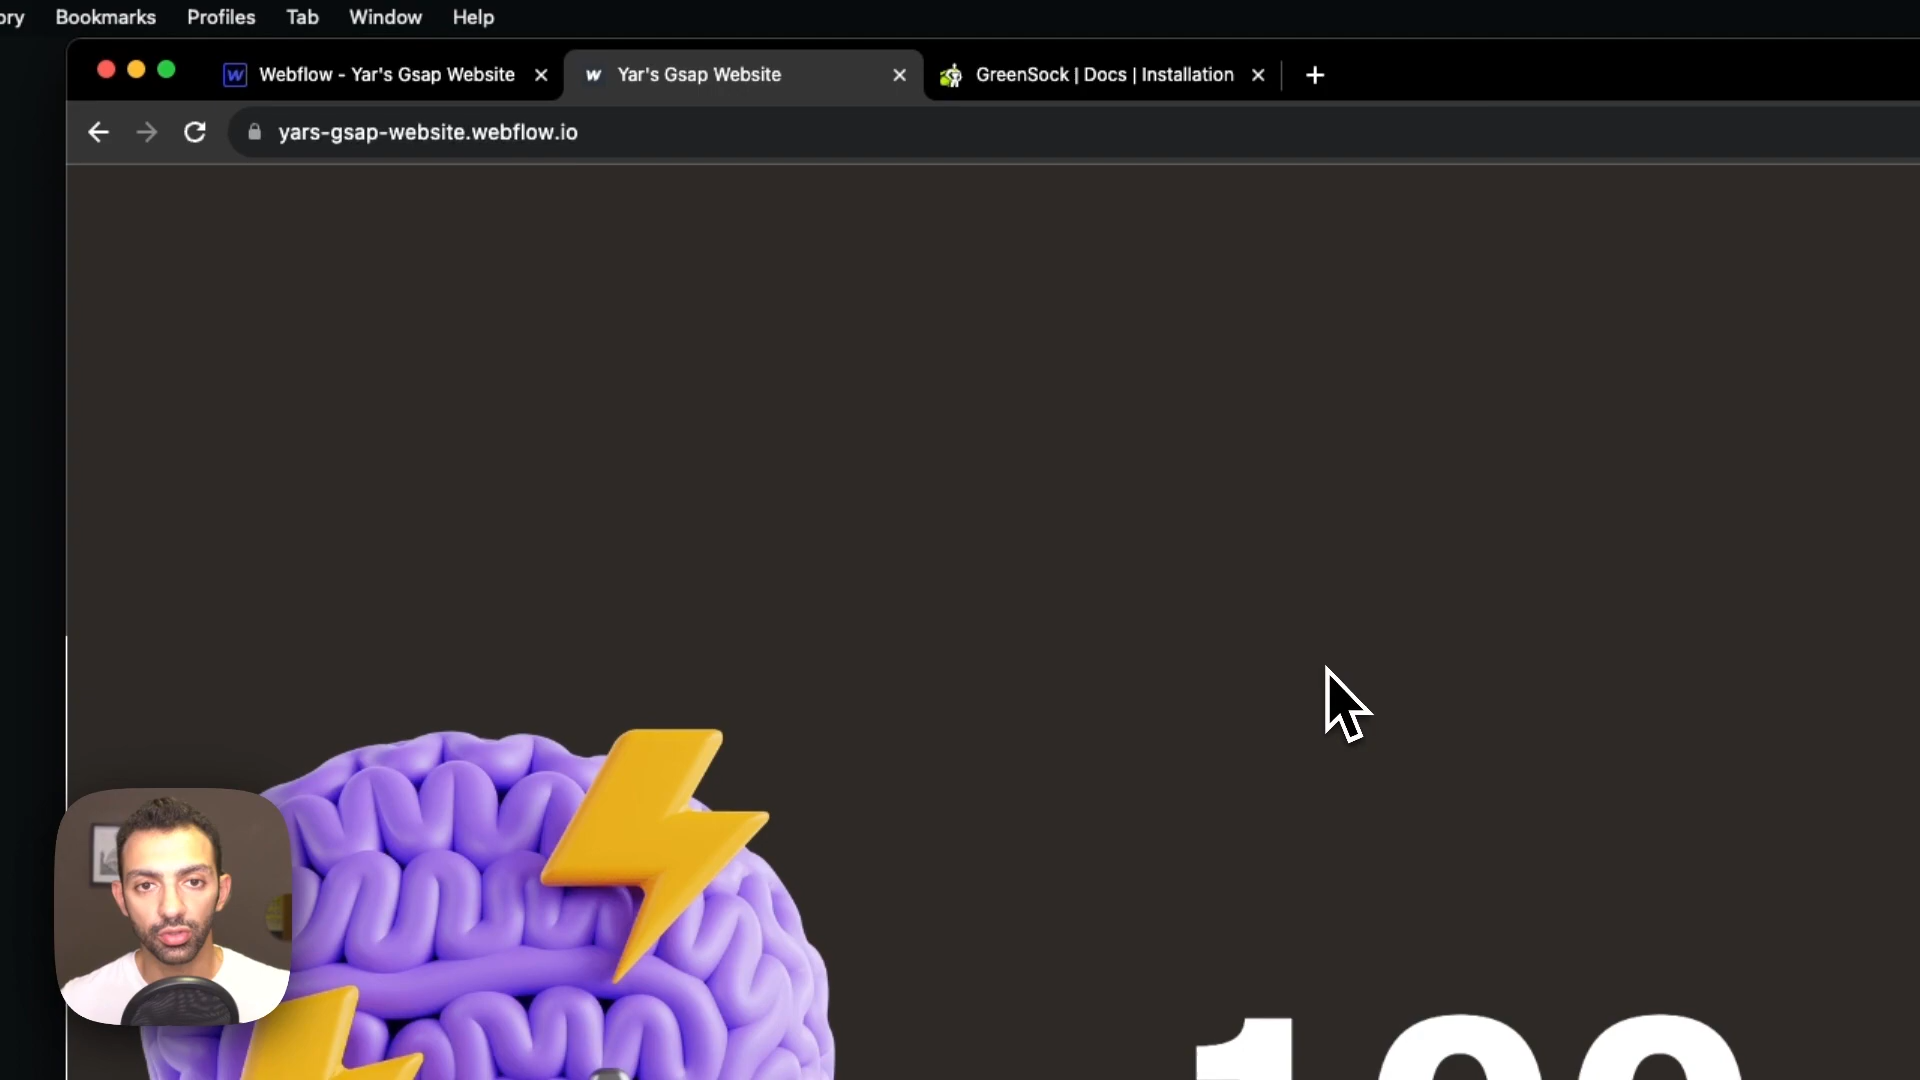 ory Bookmarks Profiles Tab Window Help
Webflow - Yar's Gsap Website
Yar's Gsap Website
GreenSock | Docs | Installation
yars-gsap-website.webflow.io